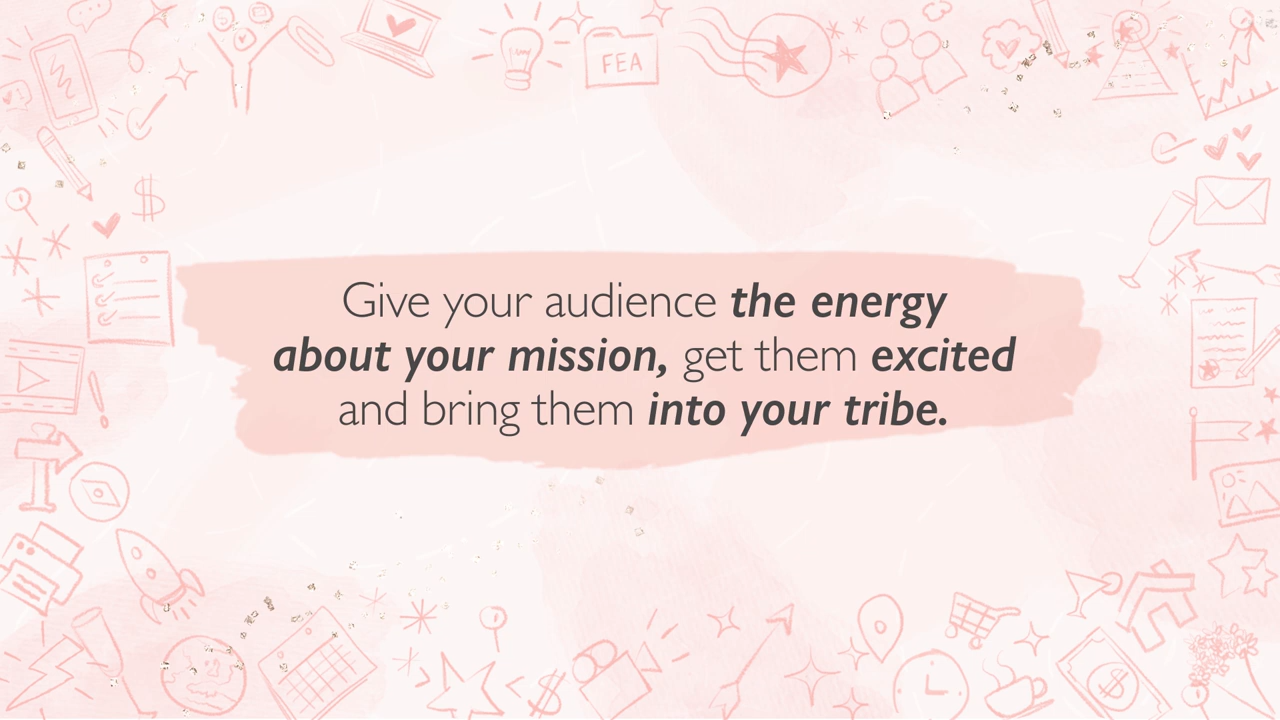 FEA
Give your audience the energy
about your mission, get them excited
and bring them into your tribe.